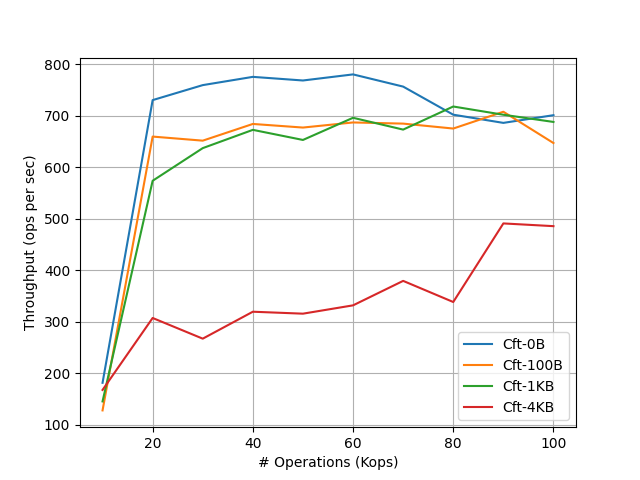 800
700
600
500
400
300
200
100
Throughput (ops per sec)
20
40
60
80
100
# Operations (Kops)
Cft-0B
Cft-100B
Cft-1KB
Cft-4KB